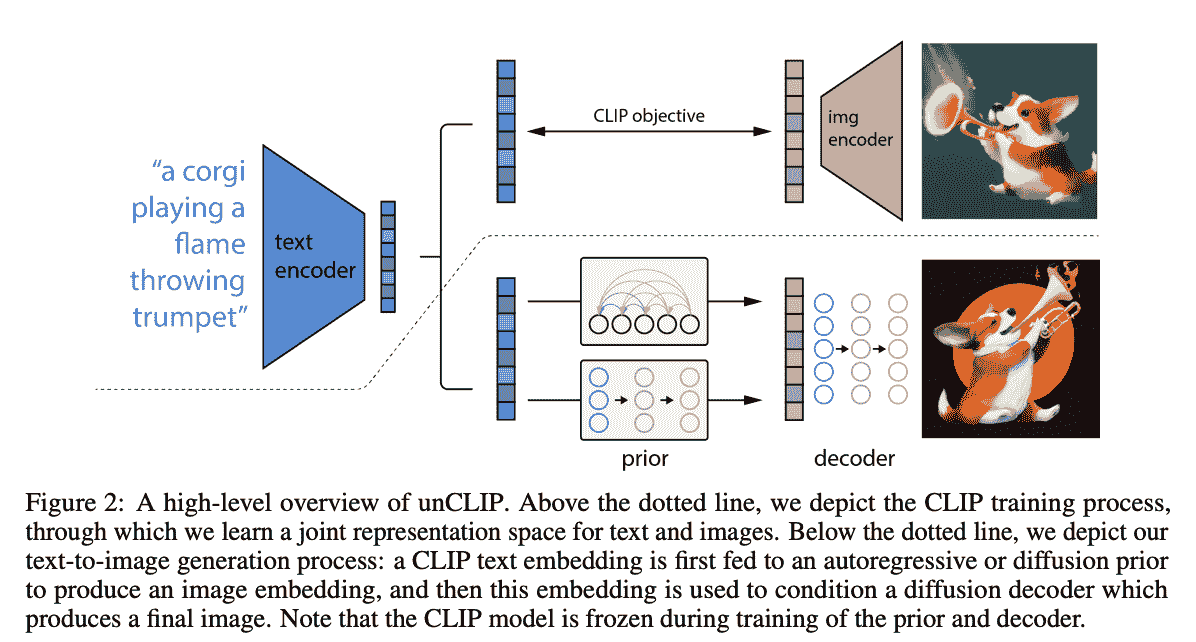 “a corgi
playing a
flame
throwing
trumpet”
text
encoder
CLIP objective
img
encoder
prior
decoder
Figure 2: A high-level overview of unCLIP. Above the dotted line, we depict the CLIP training process,
through which we learn a joint representation space for text and images. Below the dotted line, we depict our
text-to-image generation process: a CLIP text embedding is first fed to an autoregressive or diffusion prior
to produce an image embedding, and then this embedding is used to condition a diffusion decoder which
produces a final image. Note that the CLIP model is frozen during training of the prior and decoder.